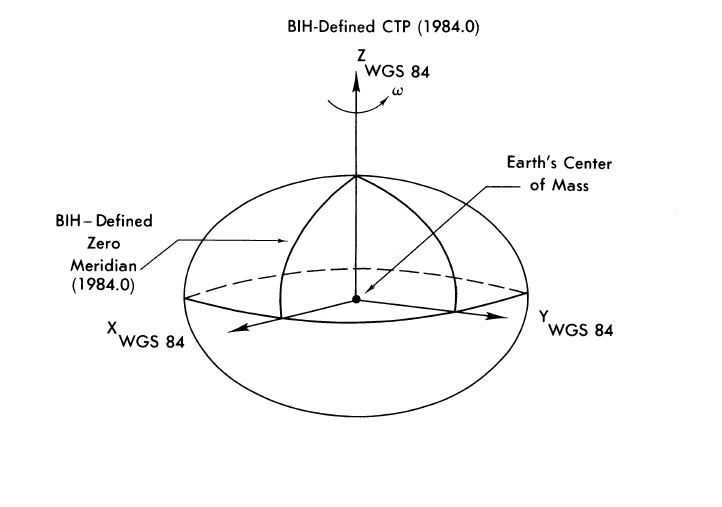 BIH-Defined CTP (1984.0)
Z
WGS 84
ω
Earth's Center
of Mass
BIH–Defined
Zero
Meridian
(1984.0)
X
WGS 84
Y
WGS 84